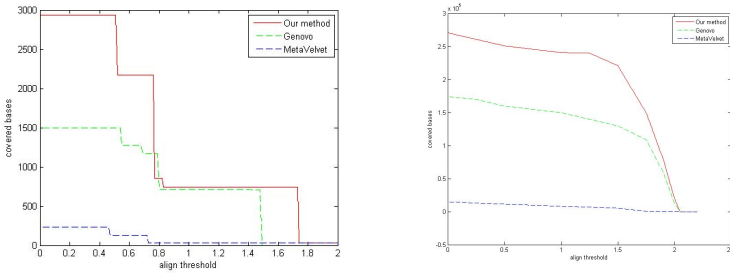 3000
2500
2000
1500
1000
500
0
covered bases
0 0.2 0.4 0.6 0.8 1 1.2 1.4 1.6 1.8 2
align threshold
Our method
Genovo
MetaVelvet
3
2.5
2
1.5
1
0.5
0
-0.5
covered bases
0 0.5 1 1.5 2 2
align threshold
Our method
Genovo
MetaVelvet